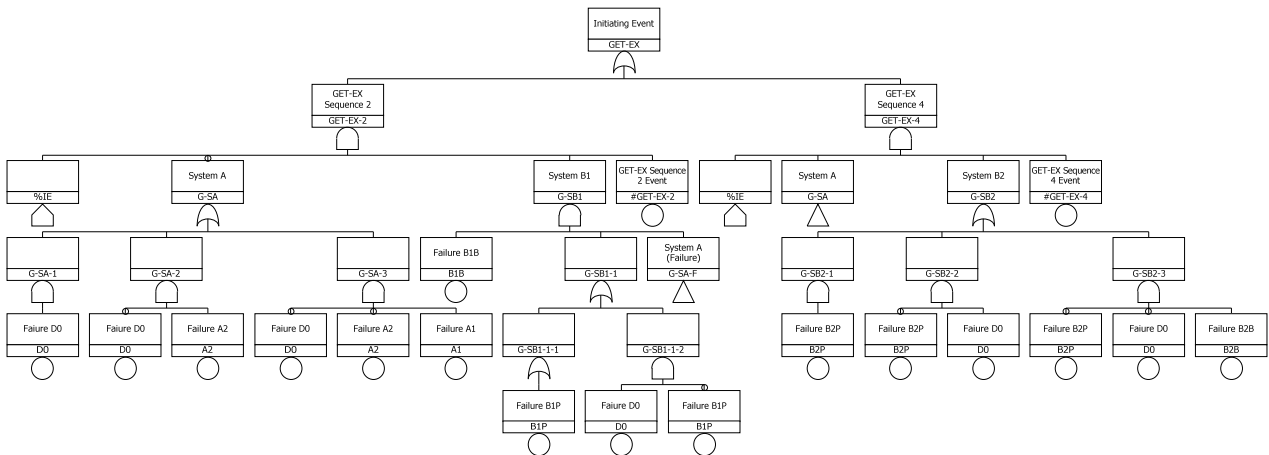 Initiating Event
GET-EX
GET-EX
Sequence 2
GET-EX-2
GET-EX
Sequence 4
GET-EX-4
%IE
System A
G-SA
System B1
G-SB1
GET-EX Sequence
2 Event
#GET-EX-2
%IE
System A
G-SA
System B2
G-SB2
GET-EX Sequence
4 Event
#GET-EX-4
G-SA-1
G-SA-2
G-SA-3
Failure B1B
B1B
G-SB1-1
System A
(Failure)
G-SA-F
G-SB2-1
G-SB2-2
G-SB2-3
Faiure D0
D0
Faiure D0
D0
Failure A2
A2
Faiure D0
D0
Failure A2
A2
Failure A1
A1
G-SB1-1-1
G-SB1-1-2
Failure B2P
B2P
Failure B2P
B2P
Faiure D0
D0
Failure B2P
B2P
Faiure D0
D0
Failure B2B
B2B
Failure B1P
B1P
Faiure D0
D0
Failure B1P
B1P